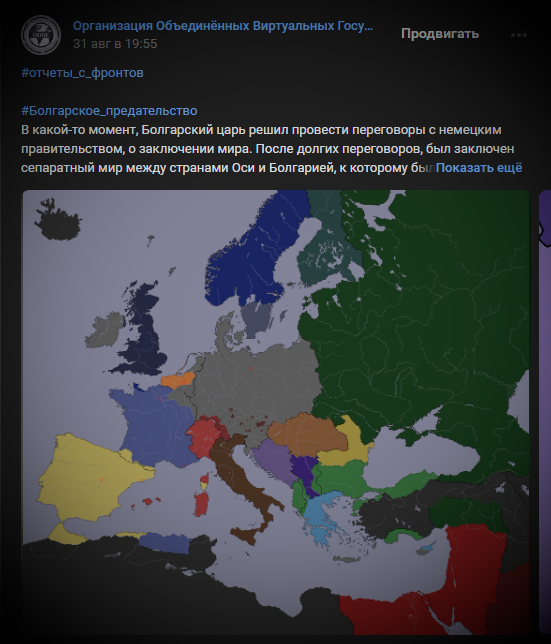 Организация Объединённых Виртуальных Госу...
31 авг в 19:55
Продвигать
#отчеты_с_фронтов
#Болгарское_предательство
В какой-то момент, Болгарский царь решил провести переговоры с немецким
правительством, о заключении мира. После долгих переговоров, был заключен
сепаратный мир между странами Оси и Болгарией, к которому был Показать ещё